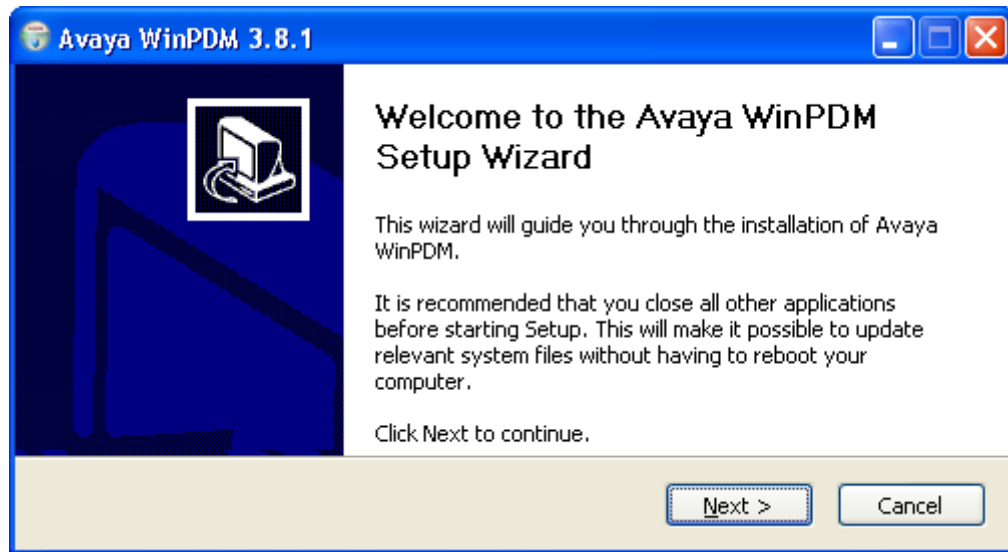 Avaya WinPDM 3.8.1
Welcome to the Avaya WinPDM
Setup Wizard
This wizard will guide you through the installation of Avaya
WinPDM.
It is recommended that you close all other applications
before starting Setup. This will make it possible to update
relevant system files without having to reboot your
computer.
Click Next to continue.
Next >
Cancel